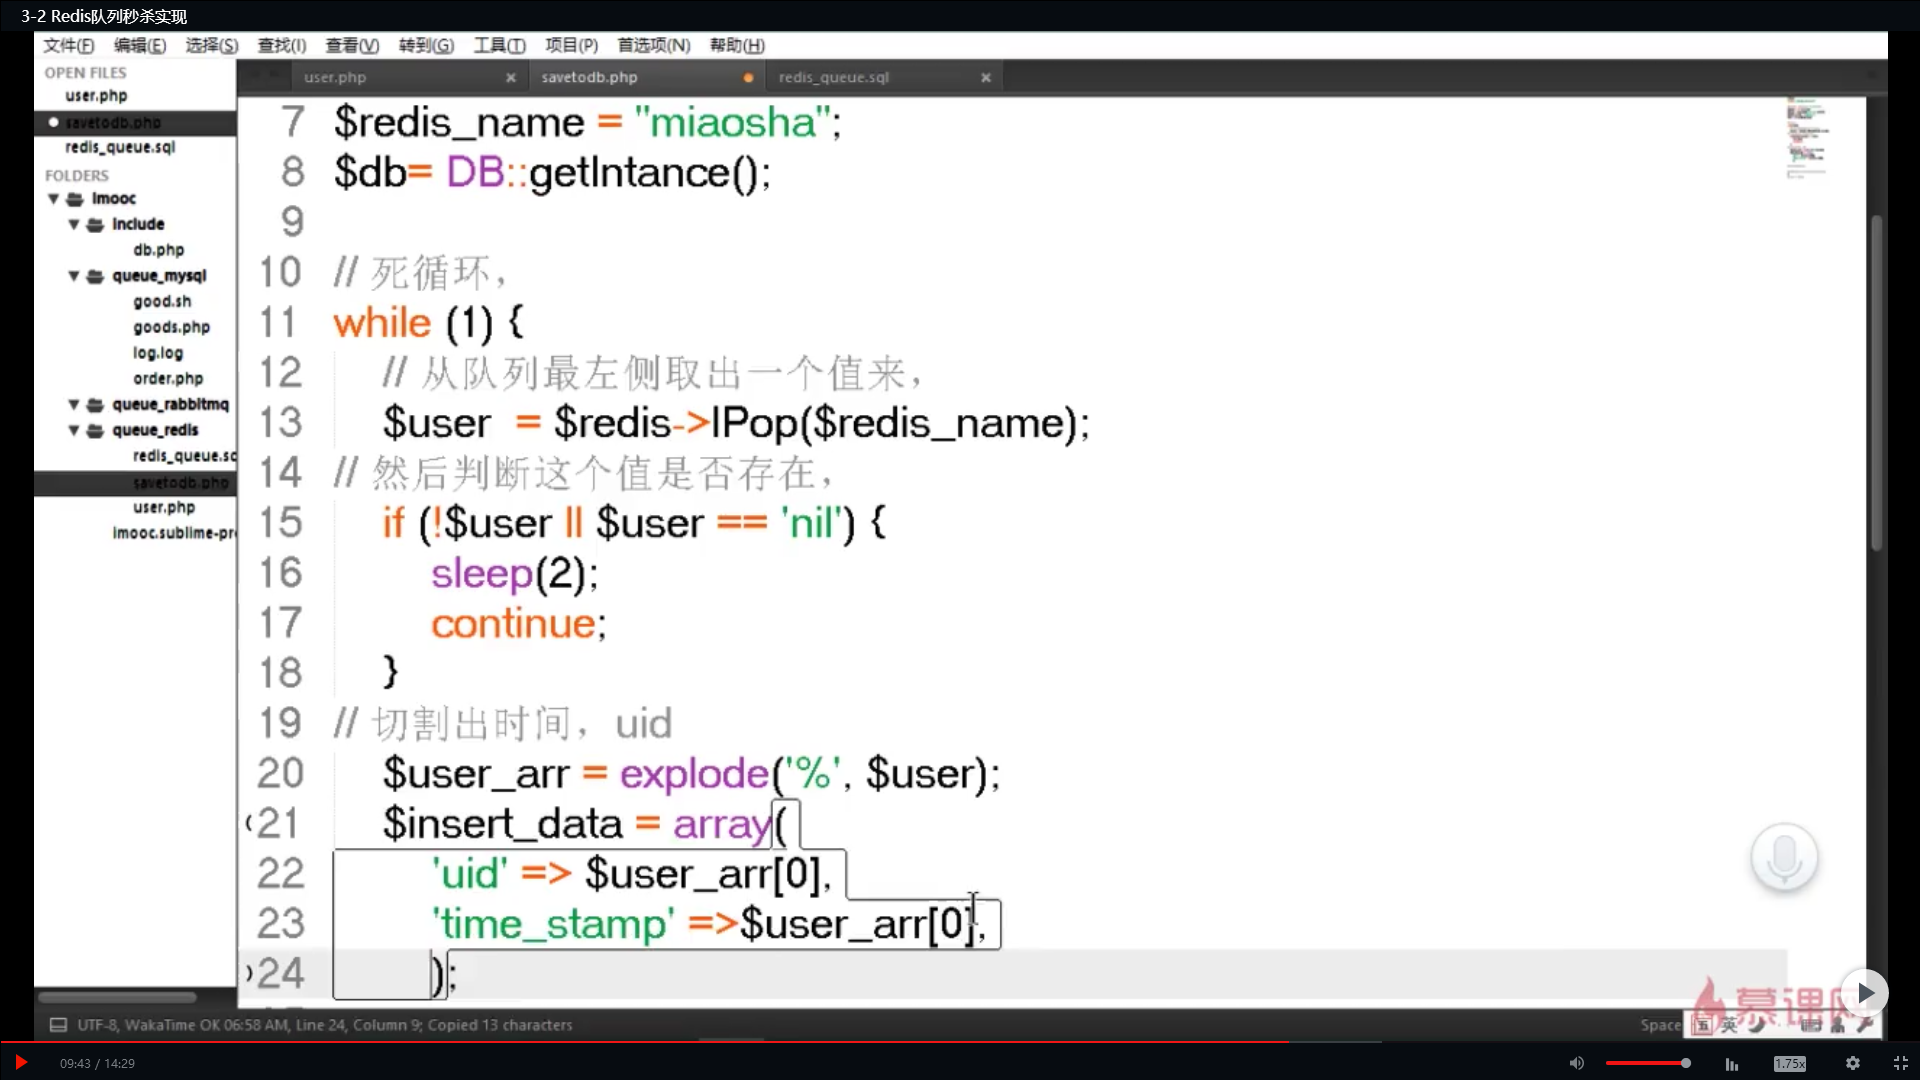 3-2 Redis队列秒杀实现
文件(F) 编辑(E) 选择(S) 查找(I) 查看(V) 转到(G) 工具(T) 项目(P) 首选项(N) 帮助(H)
OPEN FILES
user.php
savetodb.php
redis_queue.sql
FOLDERS
imooc
include
db.php
queue_mysql
good.sh
goods.php
log.log
order.php
queue_rabbitmq
queue_redis
redis_queue.sc
savetodb.php
user.php
imooc.sublime-pr
user.php × savetodb.php redis_queue.sql ×
7 $redis_name = "miaosha";
8 $db= DB::getIntance();
9
10 // 死循环，
11 while (1) {
12 // 从队列最左侧取出一个值来，
13 $user = $redis->lPop($redis_name);
14 // 然后判断这个值是否存在，
15 if (!$user || $user == 'nil') {
16 sleep(2);
17 continue;
18 }
19 // 切割出时间，uid
20 $user_arr = explode('%', $user);
21 $insert_data = array(
22 'uid' => $user_arr[0],
23 'time_stamp' =>$user_arr[0],
24 );
UTF-8, WakaTime OK 06:58 AM, Line 24, Column 9; Copied 13 characters
Space
五 英
慕课网
09:43 / 14:29
1.75x